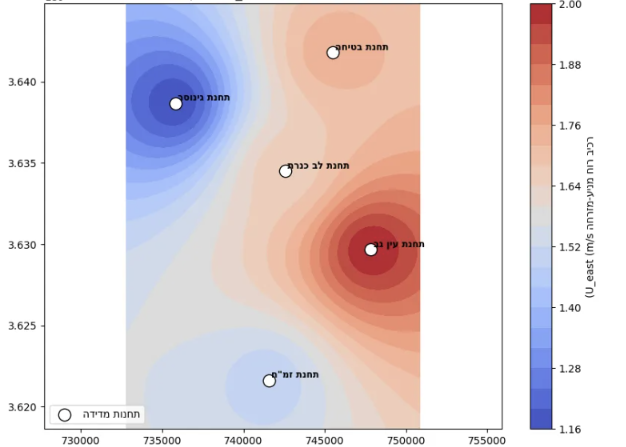 תחנת בטיחה
תחנת גינוסר
תחנת לב כנרת
תחנת עין גב
תחנת זמ"ח
תחנות מדידה
3.640
3.635
3.630
3.625
3.620
730000 735000 740000 745000 750000 755000
2.00
1.88
1.76
1.64
1.52
1.40
1.28
1.16
רכיב רוח מניע-מזרחה (U_east (m/s